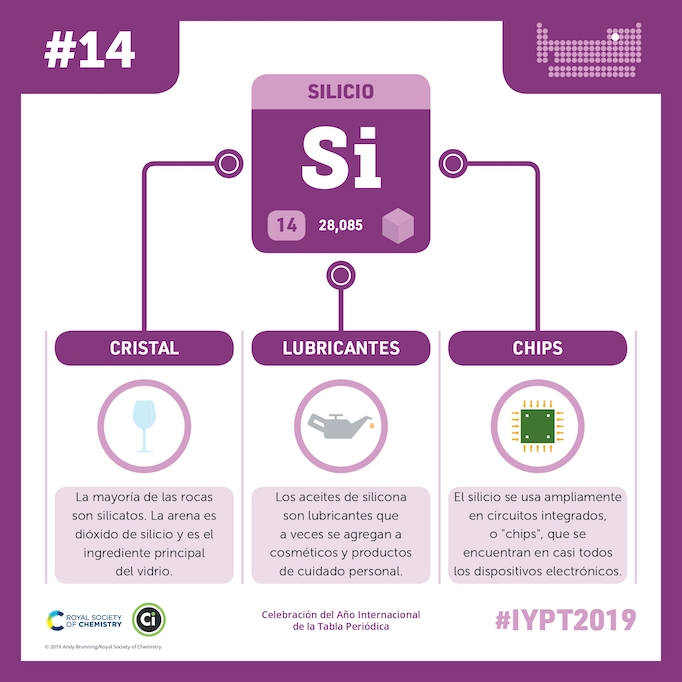 #14
SILICIO
Si
14 28,085
CRISTAL
La mayoría de las rocas
son silicatos. La arena es
dióxido de silicio y es el
ingrediente principal
del vidrio.
LUBRICANTES
Los aceites de silicona
son lubricantes que
a veces se agregan a
cosméticos y productos
de cuidado personal.
CHIPS
El silicio se usa ampliamente
en circuitos integrados,
o "chips", que se
encuentran en casi todos
los dispositivos electrónicos.
ROYAL SOCIETY
OF CHEMISTRY
Ci
Celebración del Año Internacional
de la Tabla Periódica
#IYPT2019
© 2019 Andy Brunning/Royal Society of Chemistry